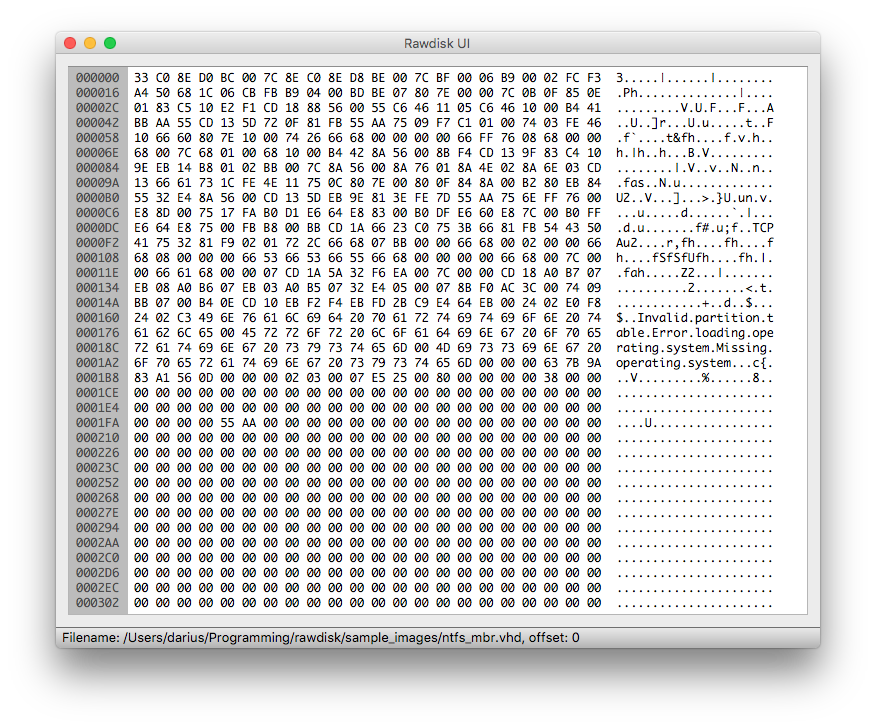 Rawdisk UI
000000 33 C0 8E D0 BC 00 7C 8E C0 8E D8 BE 00 7C BF 00 06 B9 00 02 FC F3 3.....|......|........
000016 A4 50 68 1C 06 CB FB B9 04 00 BD BE 07 80 7E 00 00 7C 0B 0F 85 0E .Ph..............|....
00002C 01 83 C5 10 E2 F1 CD 18 88 56 00 55 C6 46 11 05 C6 46 10 00 B4 41 .........V.U.F...F...A
000042 BB AA 55 CD 13 5D 72 0F 81 FB 55 AA 75 09 F7 C1 01 00 74 03 FE 46 ..U..]r...U.u.....t..F
000058 10 66 60 80 7E 10 00 74 26 66 68 00 00 00 00 66 FF 76 08 68 00 00 .f`....t&fh....f.v.h..
00006E 68 00 7C 68 01 00 68 10 00 B4 42 8A 56 00 8B F4 CD 13 9F 83 C4 10 h.|h..h...B.V.........
000084 9E EB 14 B8 01 02 BB 00 7C 8A 56 00 8A 76 01 8A 4E 02 8A 6E 03 CD ........|.V..v..N..n..
00009A 13 66 61 73 1C FE 4E 11 75 0C 80 7E 00 80 0F 84 8A 00 B2 80 EB 84 .fas..N.u.............
0000B0 55 32 E4 8A 56 00 CD 13 5D EB 9E 81 3E FE 7D 55 AA 75 6E FF 76 00 U2..V...]...>.}U.un.v.
0000C6 E8 8D 00 75 17 FA B0 D1 E6 64 E8 83 00 B0 DF E6 60 E8 7C 00 B0 FF ...u.....d......`.|...
0000DC E6 64 E8 75 00 FB B8 00 BB CD 1A 66 23 C0 75 3B 66 81 FB 54 43 50 .d.u.......f#.u;f..TCP
0000F2 41 75 32 81 F9 02 01 72 2C 66 68 07 BB 00 00 66 68 00 02 00 00 66 Au2....r,fh....fh....f
000108 68 08 00 00 00 66 53 66 53 66 55 66 68 00 00 00 00 66 68 00 7C 00 h....fSfSfUfh....fh.|.
00011E 00 66 61 68 00 00 07 CD 1A 5A 32 F6 EA 00 7C 00 00 CD 18 A0 B7 07 .fah.....Z2...|.......
000134 EB 08 A0 B6 07 EB 03 A0 B5 07 32 E4 05 00 07 8B F0 AC 3C 00 74 09 ..........2.......<.t.
00014A BB 07 00 B4 0E CD 10 EB F2 F4 EB FD 2B C9 E4 64 EB 00 24 02 E0 F8 ............+..d..$...
000160 24 02 C3 49 6E 76 61 6C 69 64 20 70 61 72 74 69 74 69 6F 6E 20 74 $..Invalid.partition.t
000176 61 62 6C 65 00 45 72 72 6F 72 20 6C 6F 61 64 69 6E 67 20 6F 70 65 able.Error.loading.ope
00018C 72 61 74 69 6E 67 20 73 79 73 74 65 6D 00 4D 69 73 73 69 6E 67 20 rating.system.Missing.
0001A2 6F 70 65 72 61 74 69 6E 67 20 73 79 73 74 65 6D 00 00 00 63 7B 9A operating.system...c{.
0001B8 83 A1 56 0D 00 00 00 02 03 00 07 E5 25 00 80 00 00 00 00 38 00 00 ..V.........%......8..
0001CE 00 00 00 00 00 00 00 00 00 00 00 00 00 00 00 00 00 00 00 00 00 00 ......................
0001E4 00 00 00 00 00 00 00 00 00 00 00 00 00 00 00 00 00 00 00 00 00 00 ......................
0001FA 00 00 00 00 55 AA 00 00 00 00 00 00 00 00 00 00 00 00 00 00 00 00 ....U.................
000210 00 00 00 00 00 00 00 00 00 00 00 00 00 00 00 00 00 00 00 00 00 00 ......................
000226 00 00 00 00 00 00 00 00 00 00 00 00 00 00 00 00 00 00 00 00 00 00 ......................
00023C 00 00 00 00 00 00 00 00 00 00 00 00 00 00 00 00 00 00 00 00 00 00 ......................
000252 00 00 00 00 00 00 00 00 00 00 00 00 00 00 00 00 00 00 00 00 00 00 ......................
000268 00 00 00 00 00 00 00 00 00 00 00 00 00 00 00 00 00 00 00 00 00 00 ......................
00027E 00 00 00 00 00 00 00 00 00 00 00 00 00 00 00 00 00 00 00 00 00 00 ......................
000294 00 00 00 00 00 00 00 00 00 00 00 00 00 00 00 00 00 00 00 00 00 00 ......................
0002AA 00 00 00 00 00 00 00 00 00 00 00 00 00 00 00 00 00 00 00 00 00 00 ......................
0002C0 00 00 00 00 00 00 00 00 00 00 00 00 00 00 00 00 00 00 00 00 00 00 ......................
0002D6 00 00 00 00 00 00 00 00 00 00 00 00 00 00 00 00 00 00 00 00 00 00 ......................
0002EC 00 00 00 00 00 00 00 00 00 00 00 00 00 00 00 00 00 00 00 00 00 00 ......................
000302 00 00 00 00 00 00 00 00 00 00 00 00 00 00 00 00 00 00 00 00 00 00 ......................
Filename: /Users/darius/Programming/rawdisk/sample_images/ntfs_mbr.vhd, offset: 0